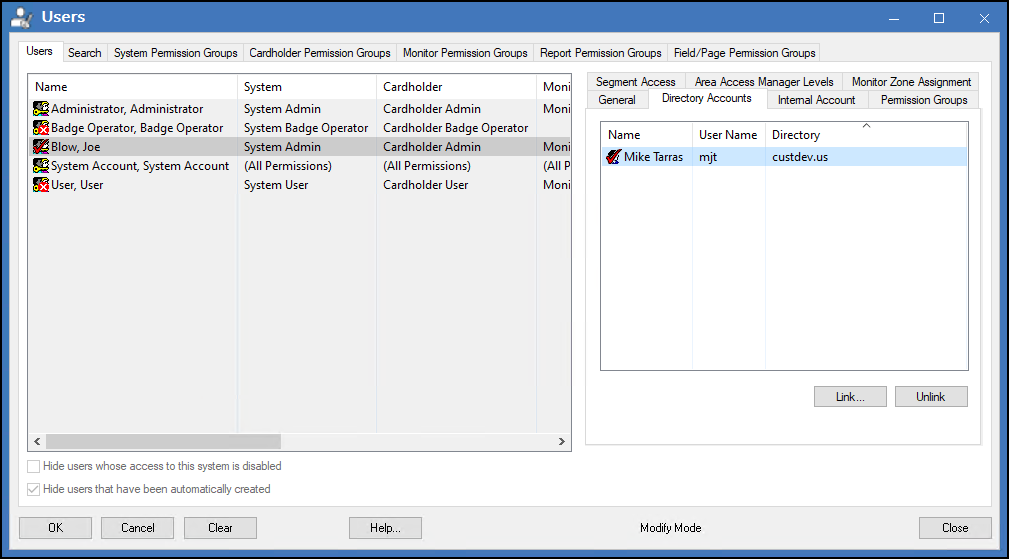 Users
Users Search System Permission Groups Cardholder Permission Groups Monitor Permission Groups Report Permission Groups Field/Page Permission Groups
Name System Cardholder Moni
Administrator, Administrator System Admin Cardholder Admin Moni
Badge Operator, Badge Operator System Badge Operator Cardholder Badge Operator
Blow, Joe System Admin Cardholder Admin Moni
System Account, System Account (All Permissions) (All Permissions) (All P
User, User System User Cardholder User Moni
Hide users whose access to this system is disabled
Hide users that have been automatically created
Segment Access Area Access Manager Levels Monitor Zone Assignment
General Directory Accounts Internal Account Permission Groups
Name User Name Directory
Mike Tarras mjt custdev.us
Link... Unlink
OK Cancel Clear Help... Modify Mode Close